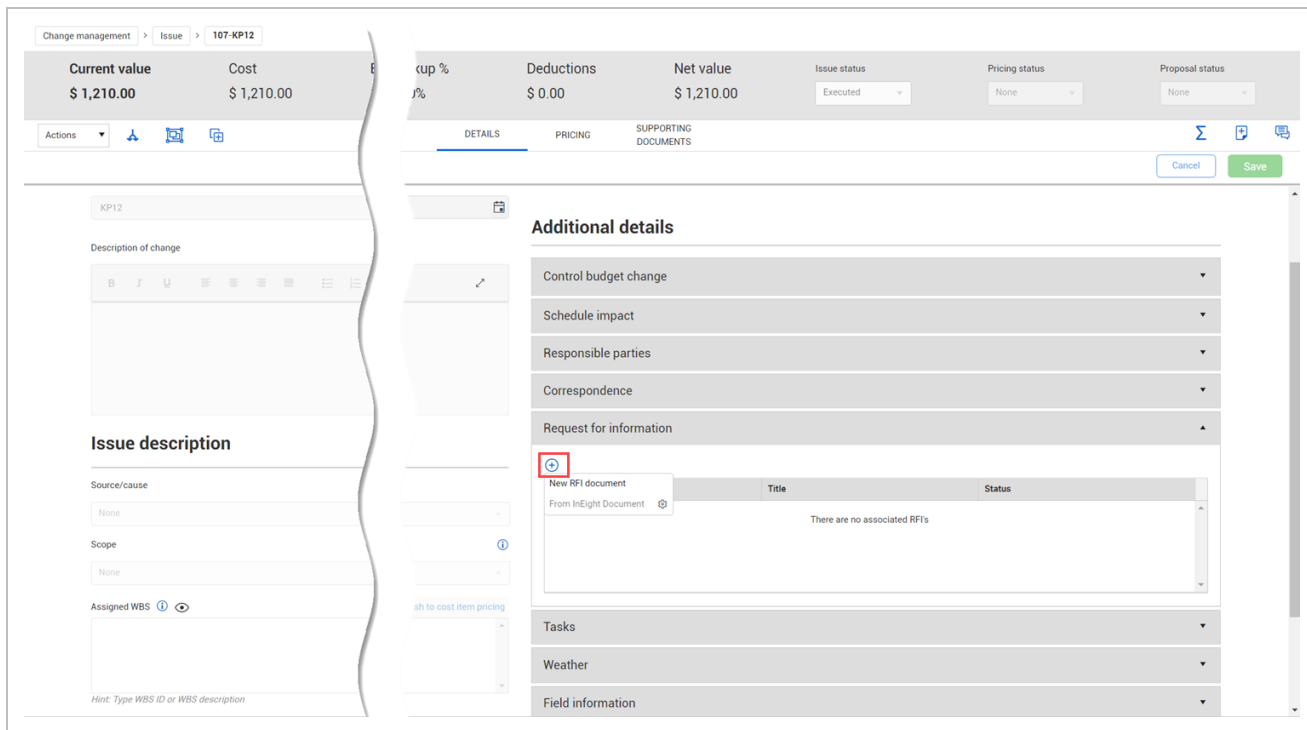 Change management > Issue > 107-KP12
Current value Cost kup % Deductions Net value Issue status Pricing status Proposal status
$ 1,210.00 $ 1,210.00 % $ 0.00 $ 1,210.00 Executed None None
Actions DETAILS PRICING SUPPORTING DOCUMENTS
Cancel Save
KP12
Description of change
B I U
Issue description
Source/cause
None
Scope
None
Assigned WBS
sh to cost item pricing
Hint: Type WBS ID or WBS description
Additional details
Control budget change
Schedule impact
Responsible parties
Correspondence
Request for information
New RFI document
From InEight Document
Title Status
There are no associated RFI's
Tasks
Weather
Field information